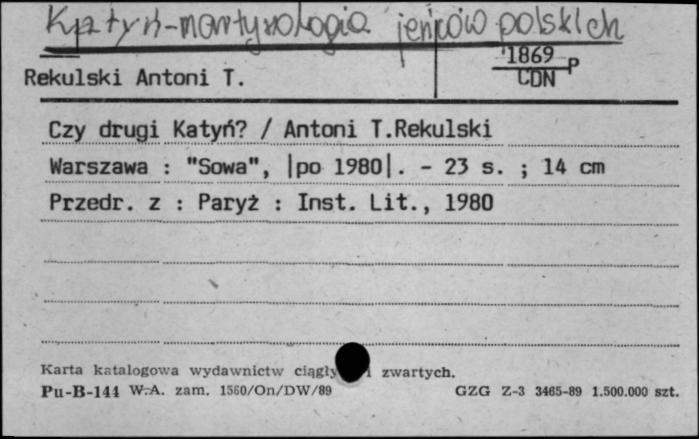 Katyń-martyrologia jeńców polskich
1869 P
CDN
Rekulski Antoni T.
Czy drugi Katyń? / Antoni T.Rekulski
Warszawa : "Sowa", |po 1980|. - 23 s. ; 14 cm
Przedr. z : Paryż : Inst. Lit., 1980
Karta katalogowa wydawnictw zwartych.
Pu-B-144 W.A. zam. 1560/On/DW/89 GZG Z-3 3465-89 1.500.000 szt.